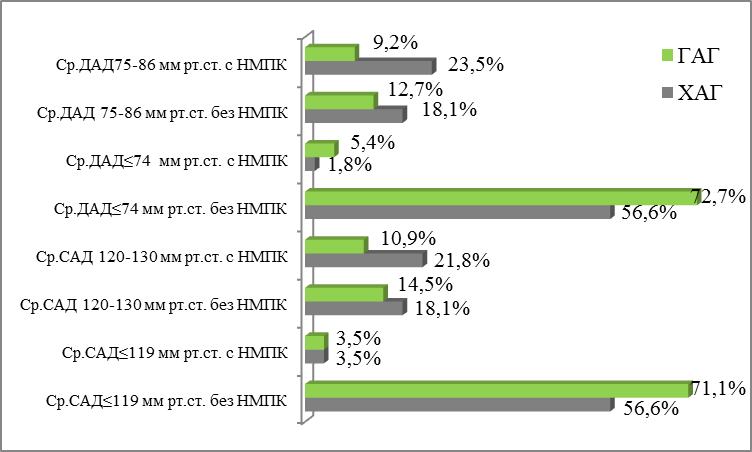 Ср.ДАД75-86 мм рт.ст. с НМПК
9,2%
23,5%
Ср.ДАД 75-86 мм рт.ст. без НМПК
12,7%
18,1%
Ср.ДАД≤74 мм рт.ст. с НМПК
5,4%
1,8%
Ср.ДАД≤74 мм рт.ст. без НМПК
72,7%
56,6%
Ср.САД 120-130 мм рт.ст. с НМПК
10,9%
21,8%
Ср.САД 120-130 мм рт.ст. без НМПК
14,5%
18,1%
Ср.САД≤119 мм рт.ст. с НМПК
3,5%
3,5%
Ср.САД≤119 мм рт.ст. без НМПК
71,1%
56,6%
ГАГ
ХАГ